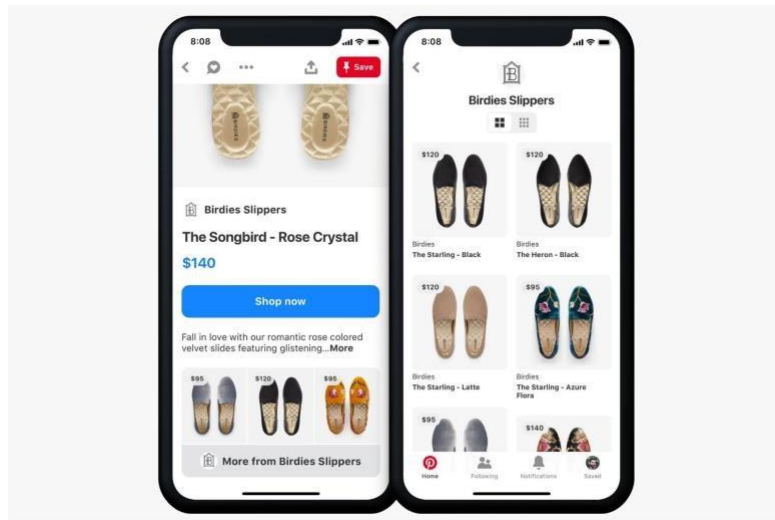 8:08
Save
Birdies Slippers
The Songbird - Rose Crystal
$140
Shop now
Fall in love with our romantic rose colored
velvet slides featuring glistening...More
$95
$120
$95
More from Birdies Slippers
8:08
B
Birdies Slippers
$120
$120
Birdies
The Starling - Black
Birdies
The Heron - Black
$120
$95
Birdies
The Starling - Latte
Birdies
The Starling - Azure
Flora
$95
$140
Home
Following
Notifications
Saved